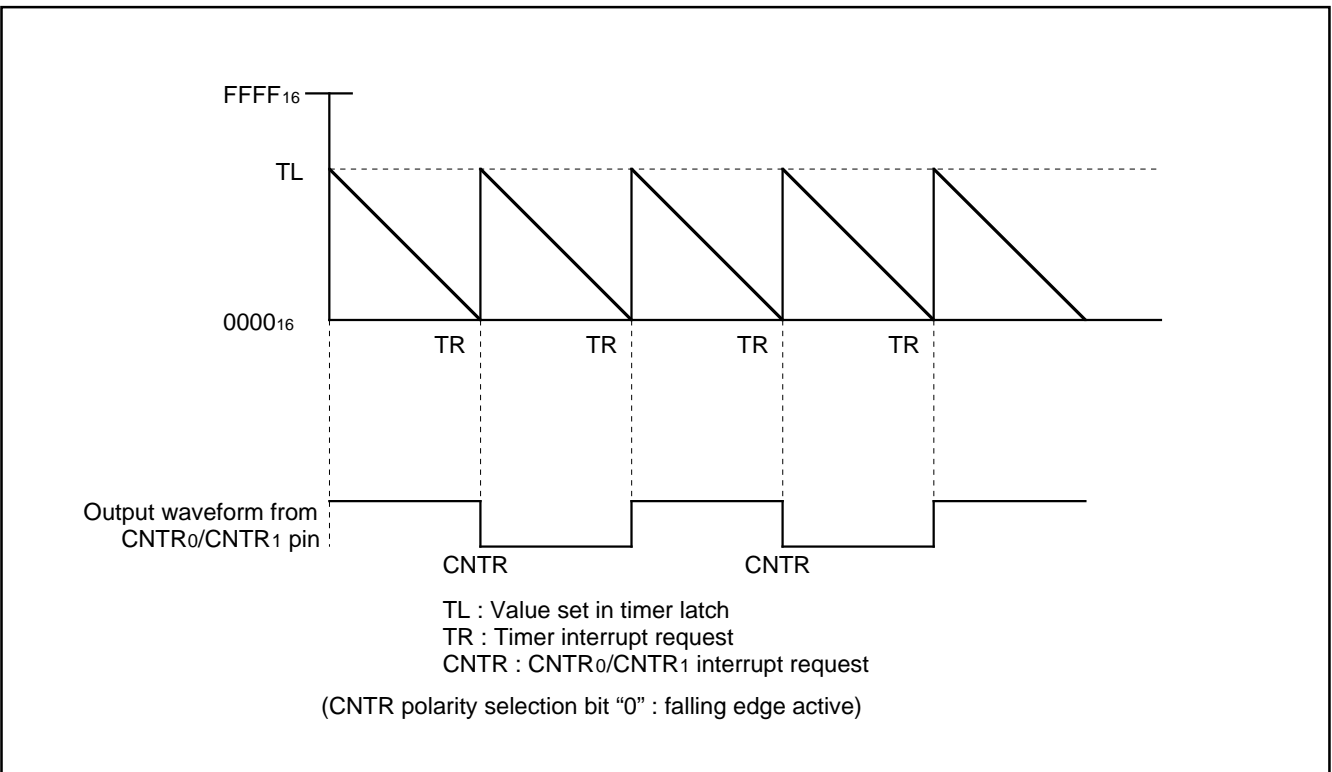 FFFF16
TL
000016
TR TR TR TR
Output waveform from
CNTR0/CNTR1 pin
CNTR CNTR
TL : Value set in timer latch
TR : Timer interrupt request
CNTR : CNTR0/CNTR1 interrupt request
(CNTR polarity selection bit “0” : falling edge active)